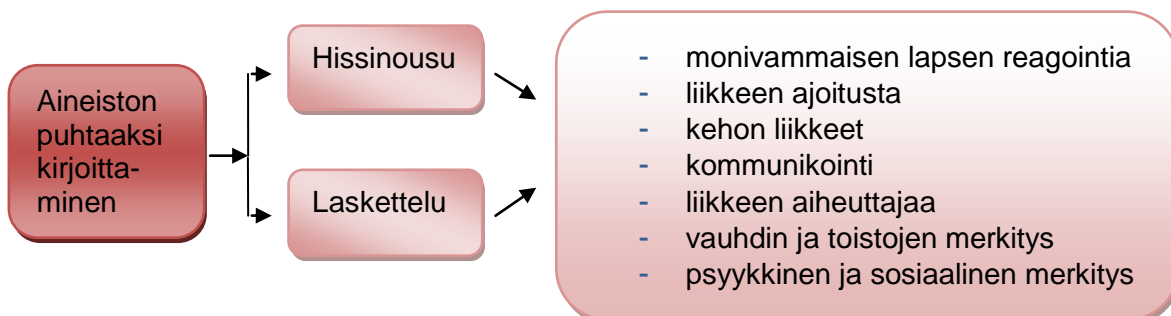 Aineiston
puhtaaksi
kirjoitta-
minen
Hissinousu
Laskettelu
- monivammaisen lapsen reagointia
- liikkeen ajoitusta
- kehon liikkeet
- kommunikointi
- liikkeen aiheuttajaa
- vauhdin ja toistojen merkitys
- psyykkinen ja sosiaalinen merkitys